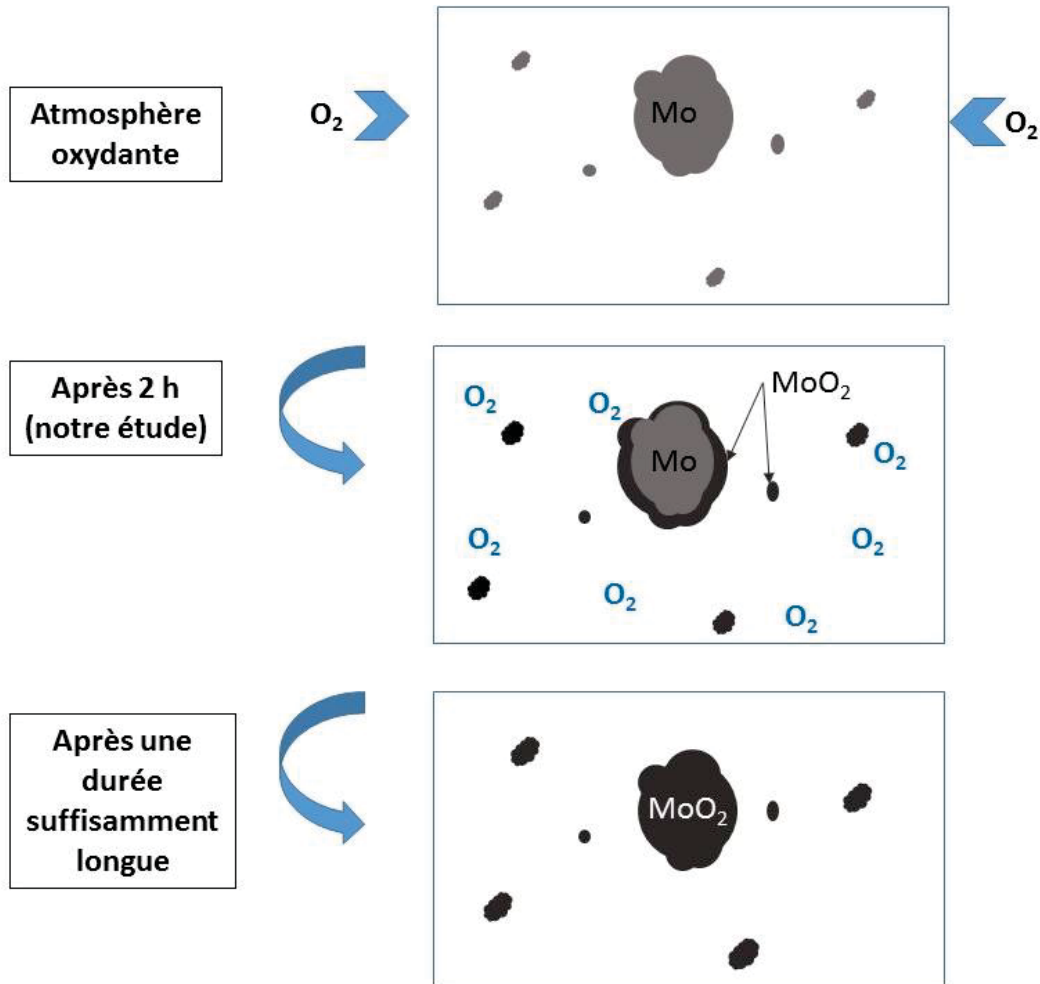 Atmosphère
oxydante
O₂
Mo
O₂
Après 2 h
(notre étude)
O₂
O₂
MoO₂
Mo
O₂
O₂
O₂
O₂
O₂
Après une
durée
suffisamment
longue
MoO₂